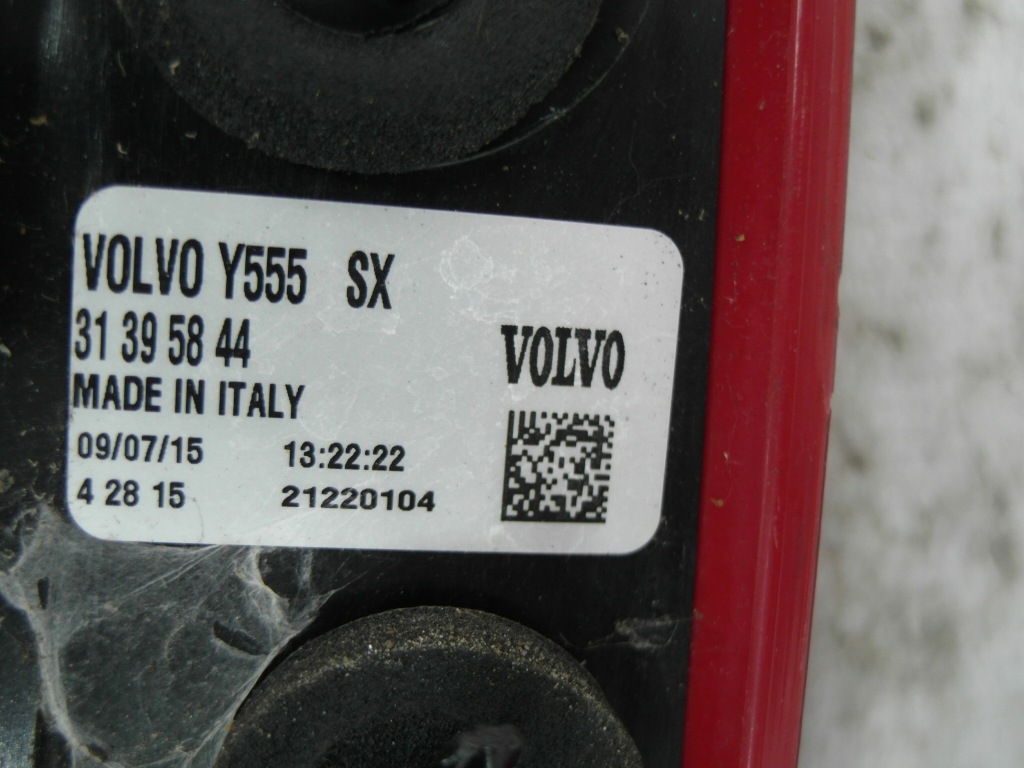 VOLVO Y555 SX
31 39 58 44
VOLVO
MADE IN ITALY
09/07/15 13:22:22
4 28 15 21220104